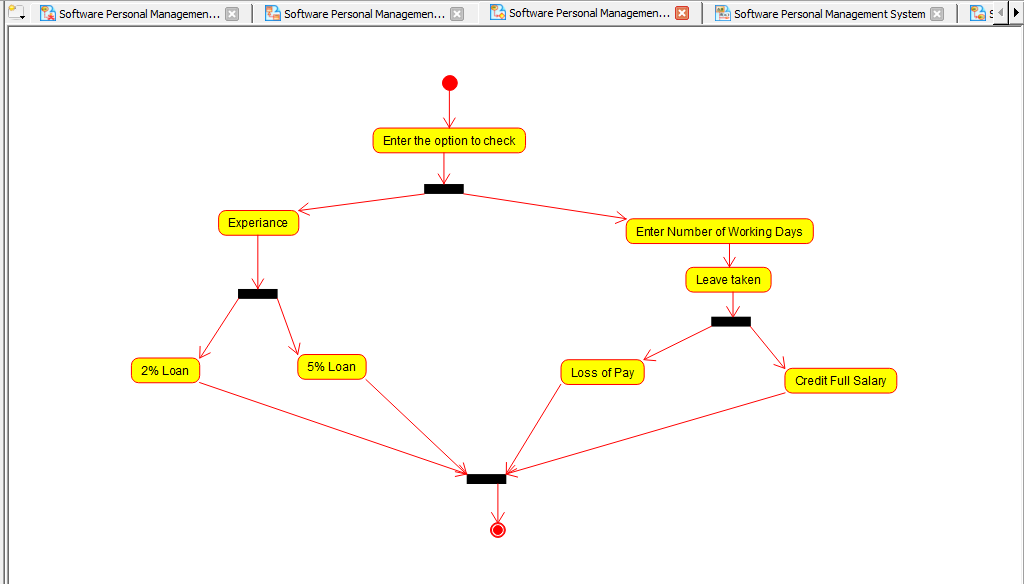 Software Personal Managemen...
Software Personal Managemen...
Software Personal Managemen...
Software Personal Management System
Enter the option to check
Experiance
Enter Number of Working Days
Leave taken
2% Loan
5% Loan
Loss of Pay
Credit Full Salary